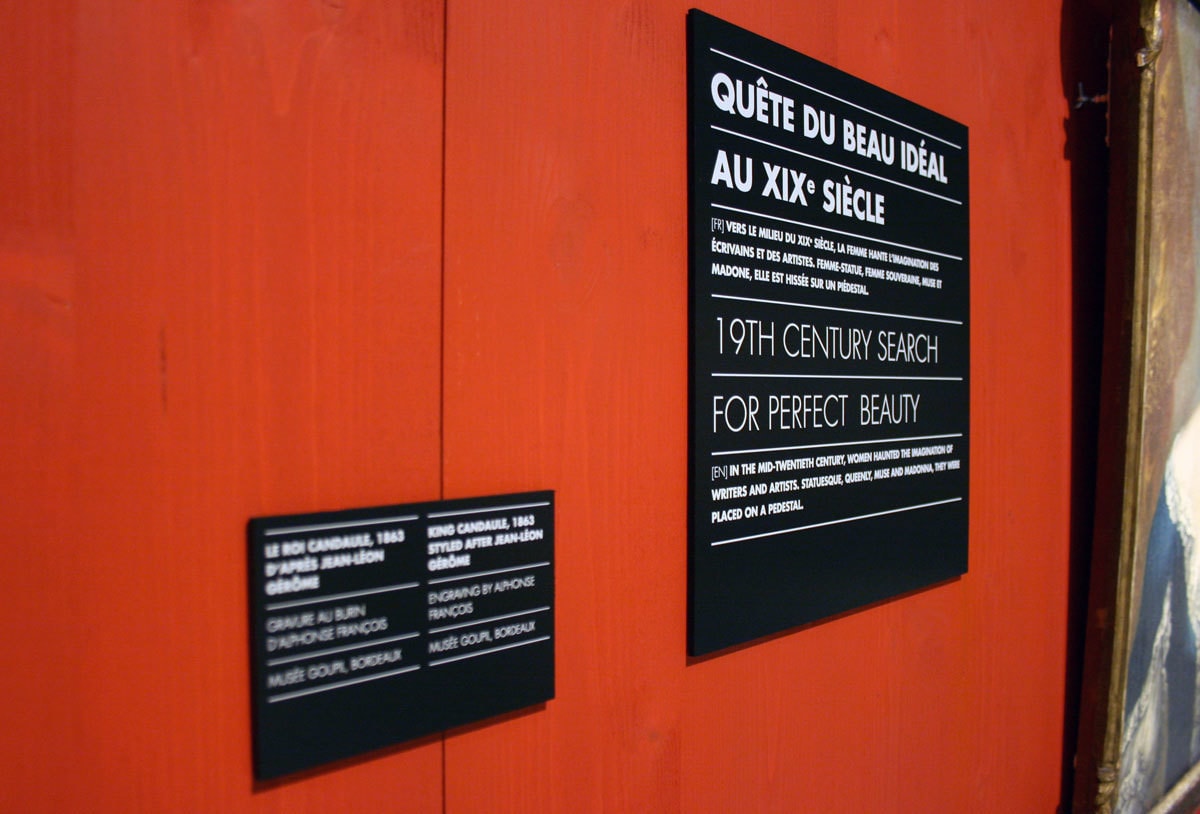 QUÊTE DU BEAU IDÉAL
AU XIXe SIÈCLE
[FR] VERS LE MILIEU DU XIXe SIÈCLE, LA FEMME HANTE L'IMAGINATION DES
ÉCRIVAINS ET DES ARTISTES. FEMME-STATUE, FEMME SOUVERAINE, MUSE ET
MADONE, ELLE EST HISSÉE SUR UN PIÉDESTAL.
19TH CENTURY SEARCH
FOR PERFECT BEAUTY
[EN] IN THE MID-TWENTIETH CENTURY, WOMEN HAUNTED THE IMAGINATION OF
WRITERS AND ARTISTS. STATUESQUE, QUEENLY, MUSE AND MADONNA, THEY WERE
PLACED ON A PEDESTAL.
LE ROI CANDAULE, 1863
D'APRÈS JEAN-LÉON
GÉRÔME
GRAVURE AU BURIN
D'ALPHONSE FRANÇOIS
MUSÉE GOUPIL, BORDEAUX
KING CANDAULE, 1863
STYLED AFTER JEAN-LÉON
GÉRÔME
ENGRAVING BY ALPHONSE
FRANÇOIS
MUSÉE GOUPIL, BORDEAUX